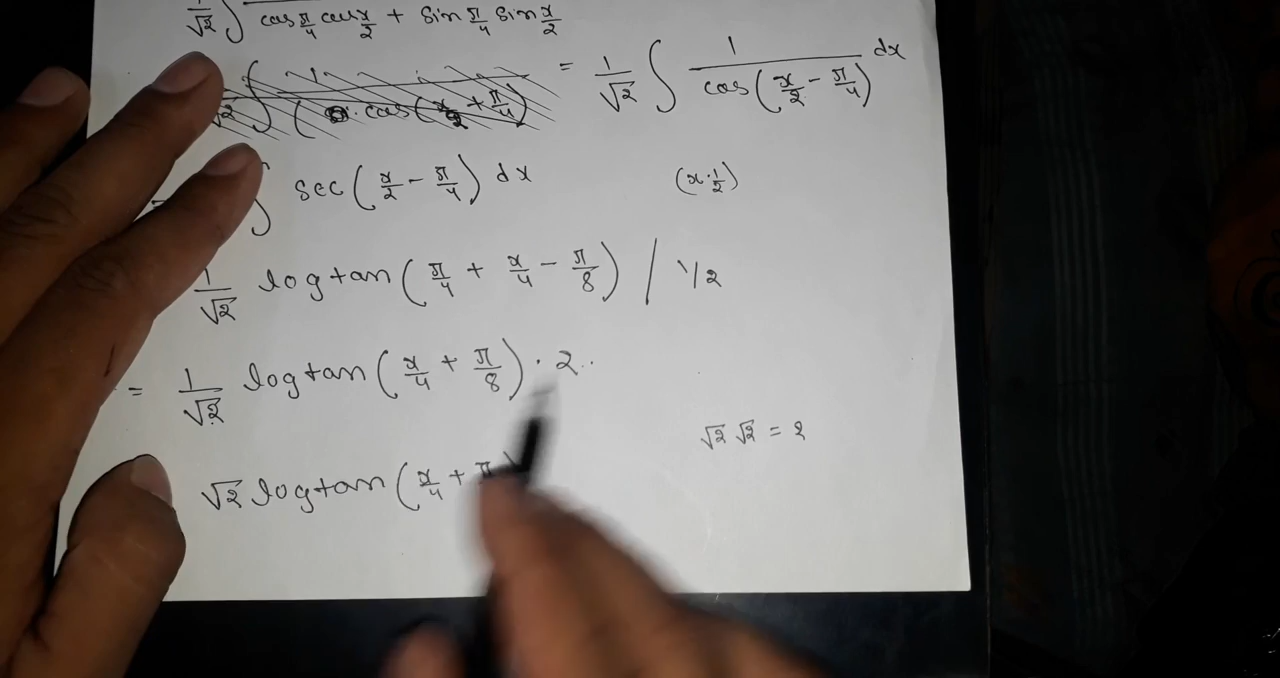 1/√2 ∫ cos π/4 cos x/2 + sin π/4 sin x/2
= 1/√2 ∫ 1/cos(x/2 - π/4) dx
∫ sec(x/2 - π/4) dx (x·1/2)
1/√2 log tan(π/4 + x/4 - π/8) / 1/2
= 1/√2 log tan(x/4 + π/8) · 2 ..
√2 √2 = 2
√2 log tan(x/4 + π